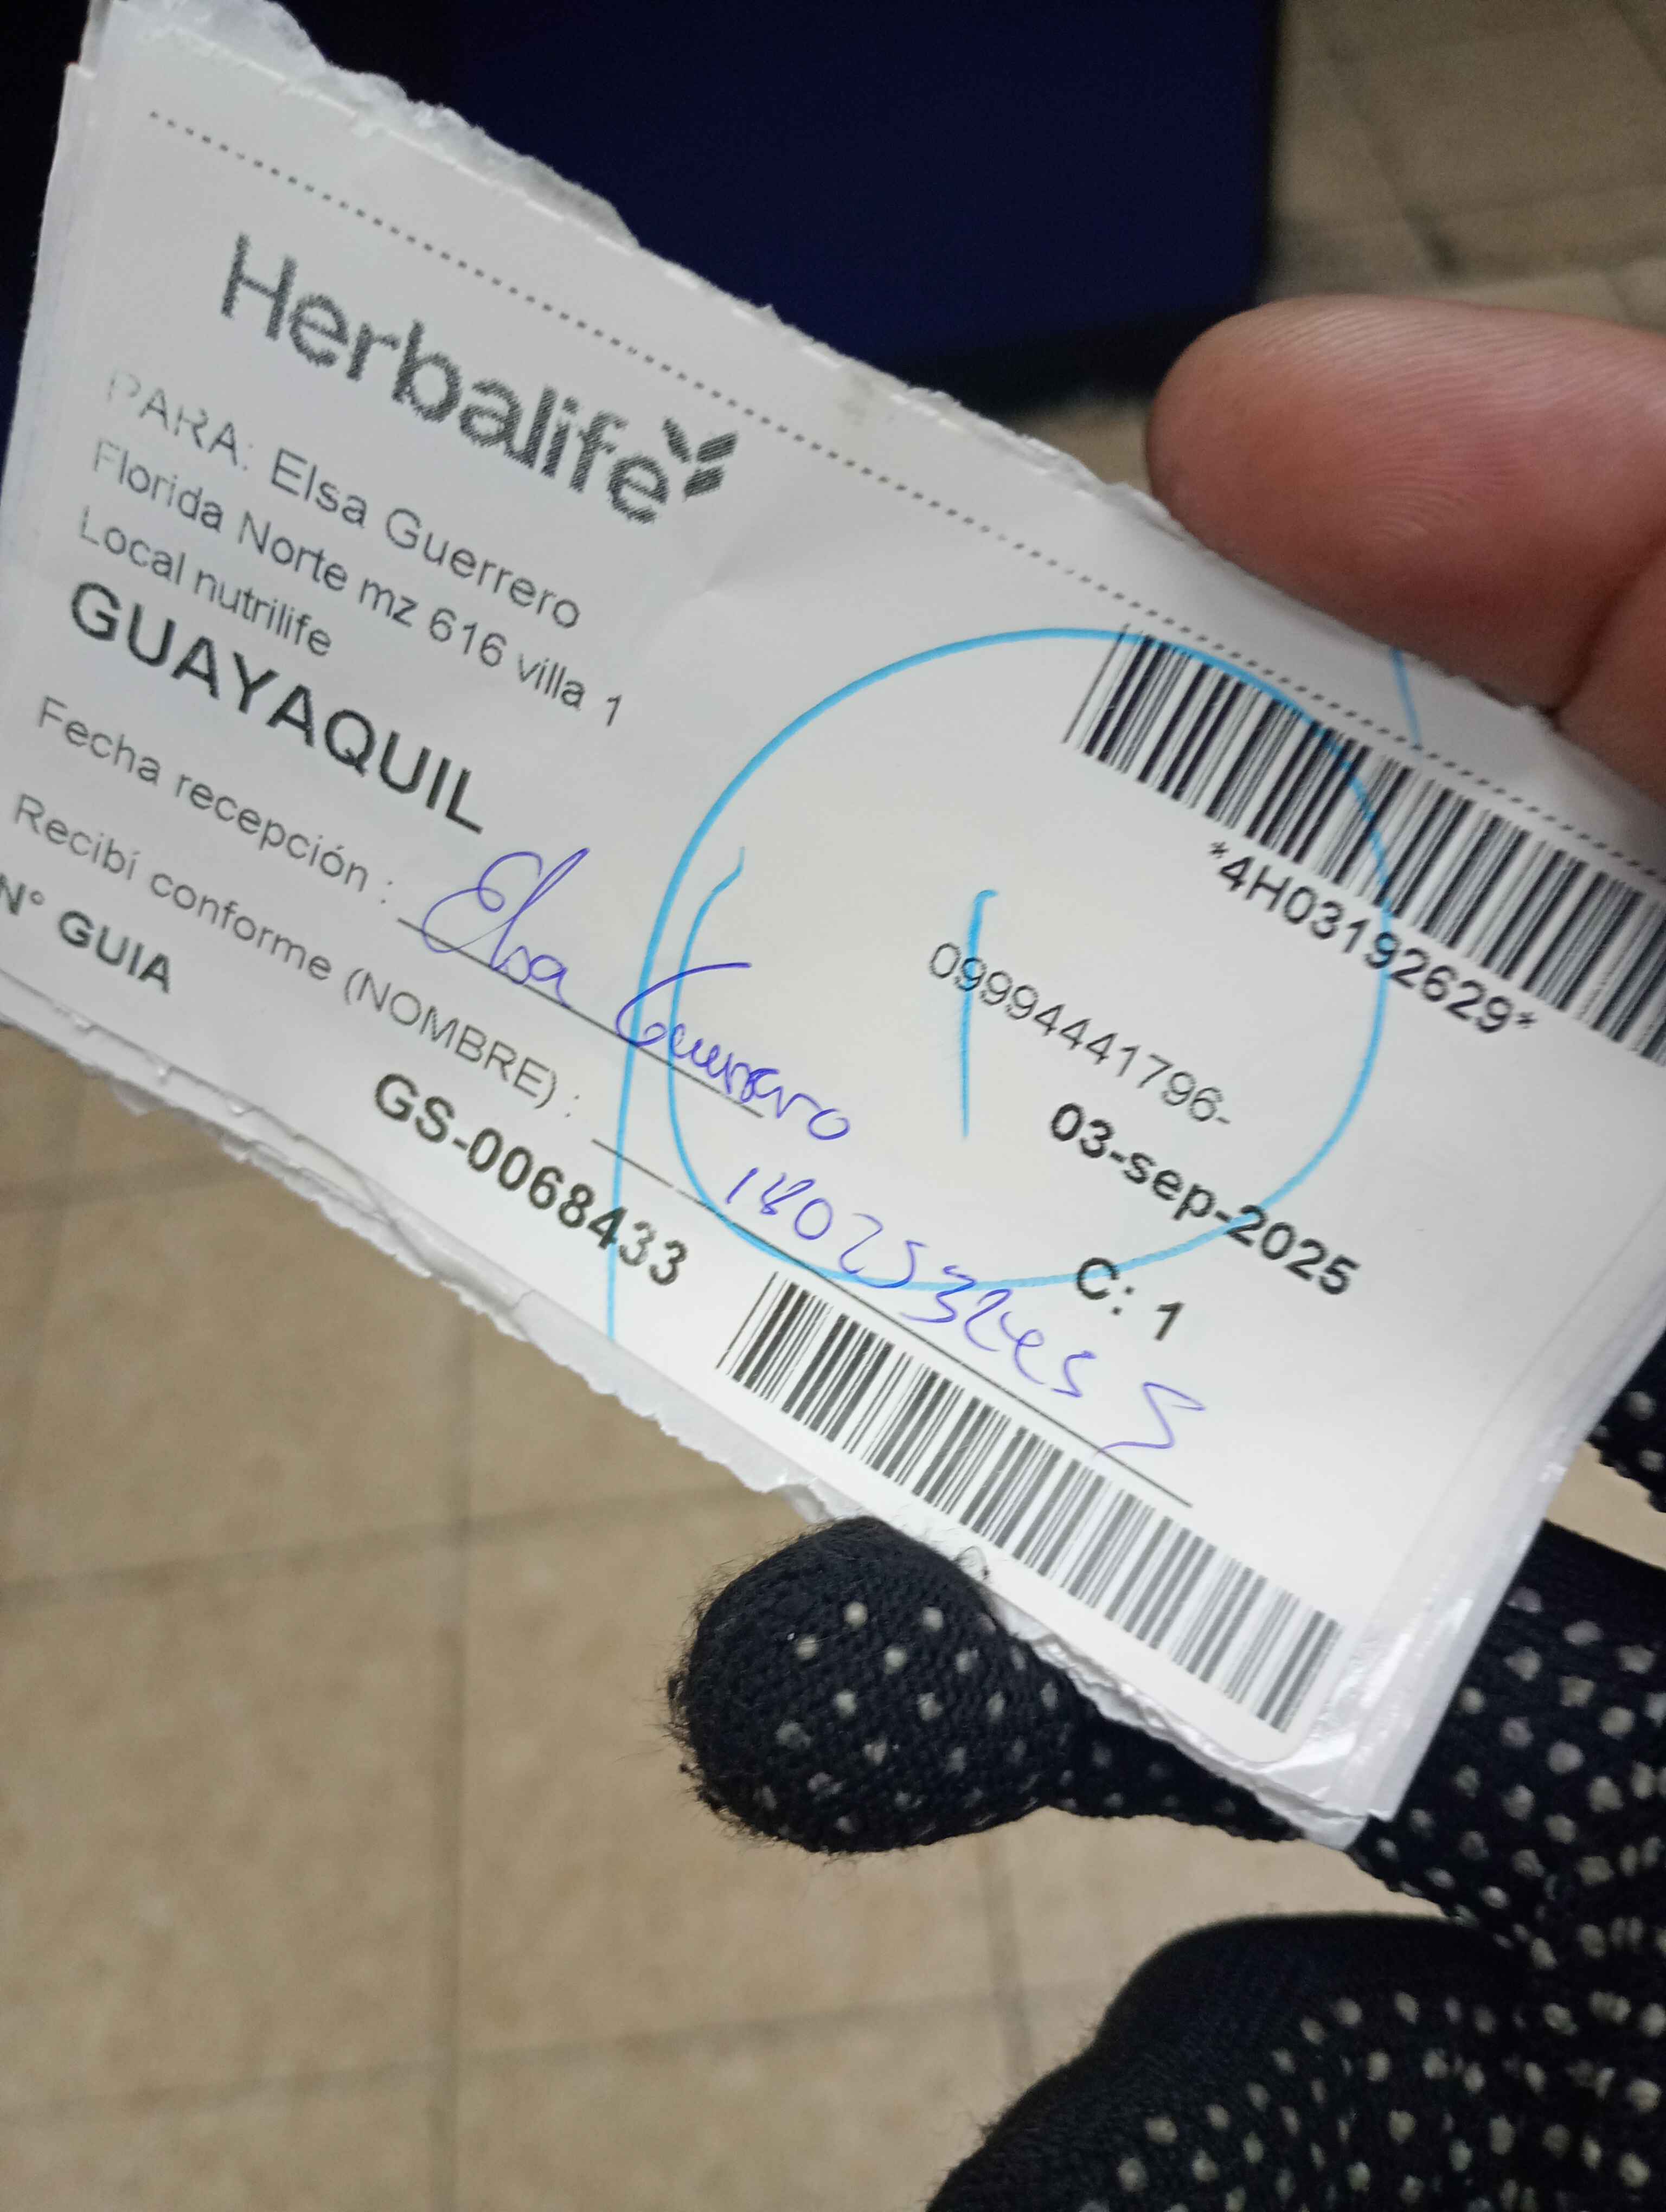 Herbalife
PARA: Elsa Guerrero
Florida Norte mz 616 villa 1
Local nutrilife
GUAYAQUIL
*4H03192629*
0999441796-
03-sep-2025
C: 1
Fecha recepción : Elsa Guerrero
Recibí conforme (NOMBRE) :
N° GUIA
GS-0068433